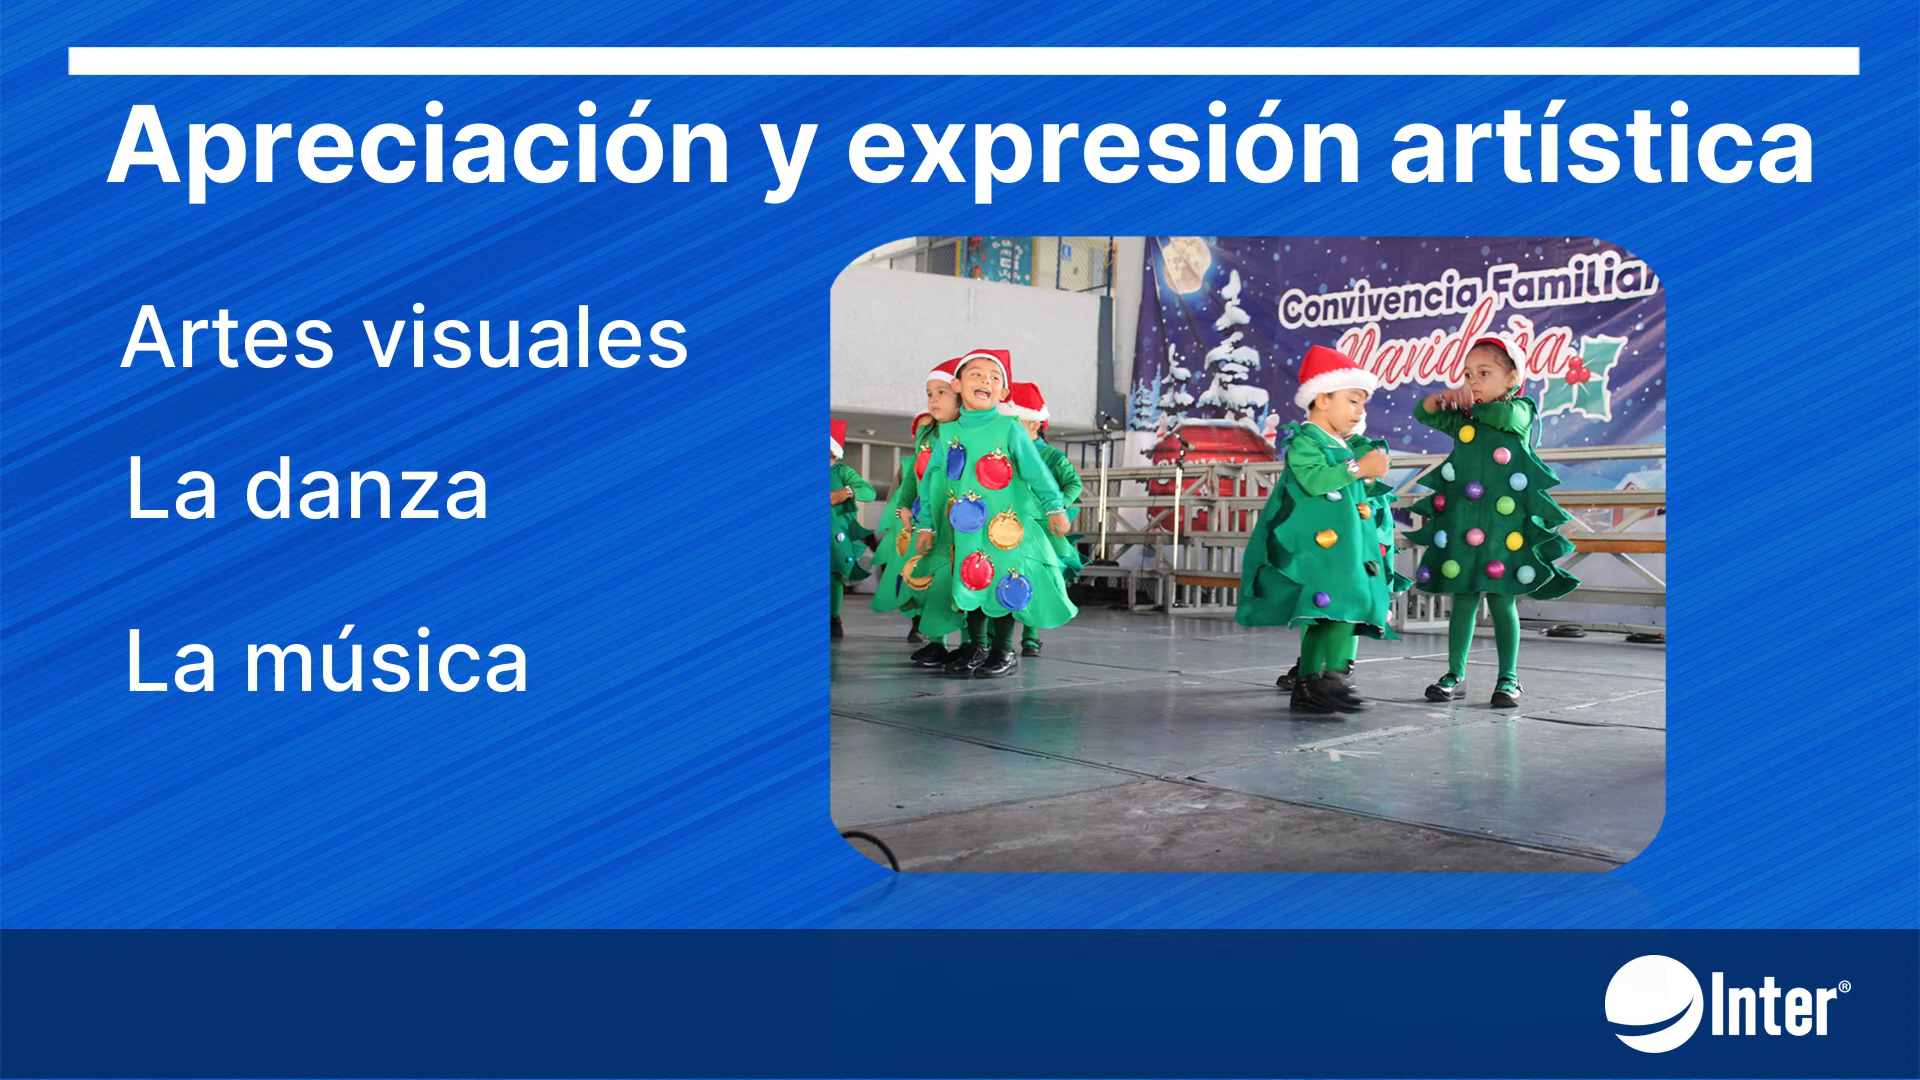 Apreciación y expresión artística
Artes visuales
La danza
La música
Convivencia Familiar
Navideña
Inter®